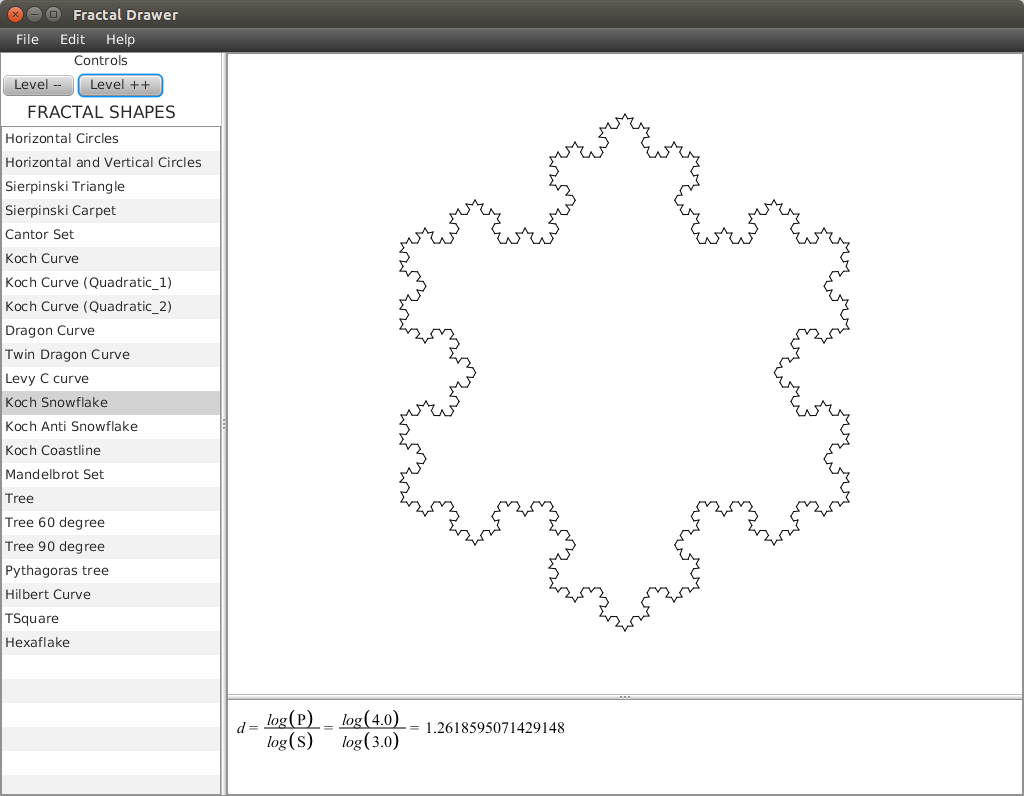 Fractal Drawer
File Edit Help
Controls
Level -- Level ++
FRACTAL SHAPES
Horizontal Circles
Horizontal and Vertical Circles
Sierpinski Triangle
Sierpinski Carpet
Cantor Set
Koch Curve
Koch Curve (Quadratic_1)
Koch Curve (Quadratic_2)
Dragon Curve
Twin Dragon Curve
Levy C curve
Koch Snowflake
Koch Anti Snowflake
Koch Coastline
Mandelbrot Set
Tree
Tree 60 degree
Tree 90 degree
Pythagoras tree
Hilbert Curve
TSquare
Hexaflake
d = log(P) / log(S) = log(4.0) / log(3.0) = 1.2618595071429148